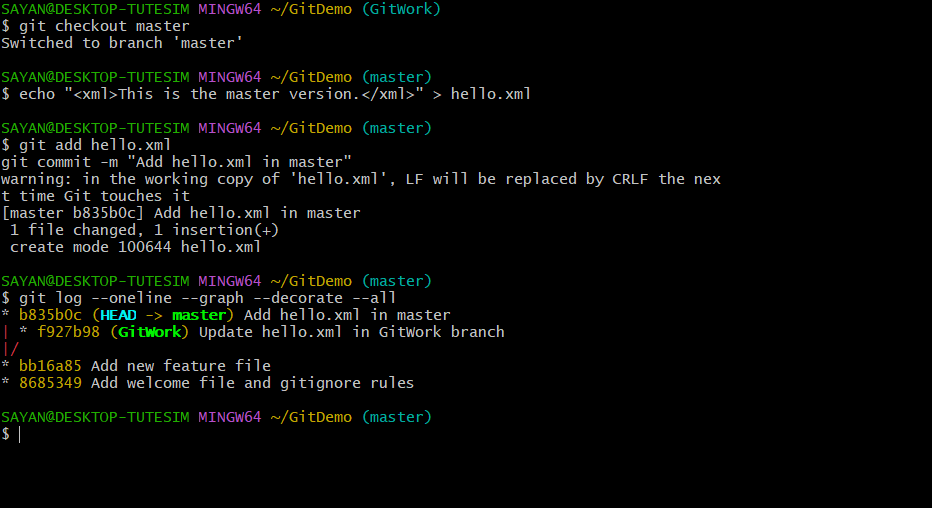 SAYAN@DESKTOP-TUTESIM MINGW64 ~/GitDemo (GitWork)
$ git checkout master
Switched to branch 'master'
SAYAN@DESKTOP-TUTESIM MINGW64 ~/GitDemo (master)
$ echo "<xml>This is the master version.</xml>" > hello.xml
SAYAN@DESKTOP-TUTESIM MINGW64 ~/GitDemo (master)
$ git add hello.xml
git commit -m "Add hello.xml in master"
warning: in the working copy of 'hello.xml', LF will be replaced by CRLF the nex
t time Git touches it
[master b835b0c] Add hello.xml in master
 1 file changed, 1 insertion(+)
 create mode 100644 hello.xml
SAYAN@DESKTOP-TUTESIM MINGW64 ~/GitDemo (master)
$ git log --oneline --graph --decorate --all
* b835b0c (HEAD -> master) Add hello.xml in master
| * f927b98 (GitWork) Update hello.xml in GitWork branch
|/
* bb16a85 Add new feature file
* 8685349 Add welcome file and gitignore rules
SAYAN@DESKTOP-TUTESIM MINGW64 ~/GitDemo (master)
$